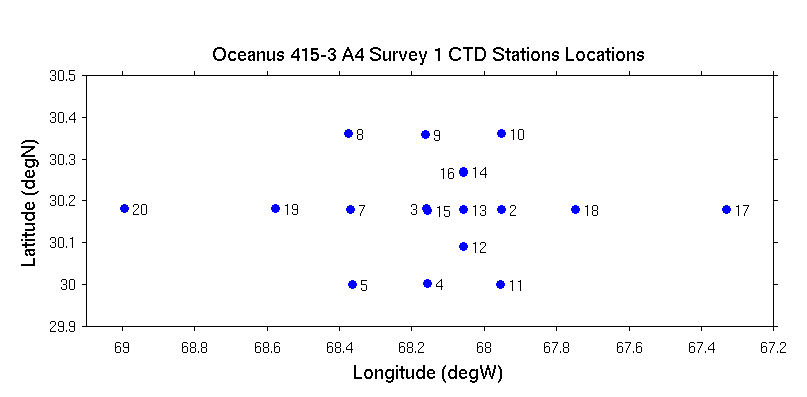 Oceanus 415-3 A4 Survey 1 CTD Stations Locations
30.5
30.4
8 9 10
30.3
16 14
30.2
20 19 7 3 15 13 2 18 17
30.1
12
30
5 4 11
29.9
69 68.8 68.6 68.4 68.2 68 67.8 67.6 67.4 67.2
Longitude (degW)
Latitude (degN)